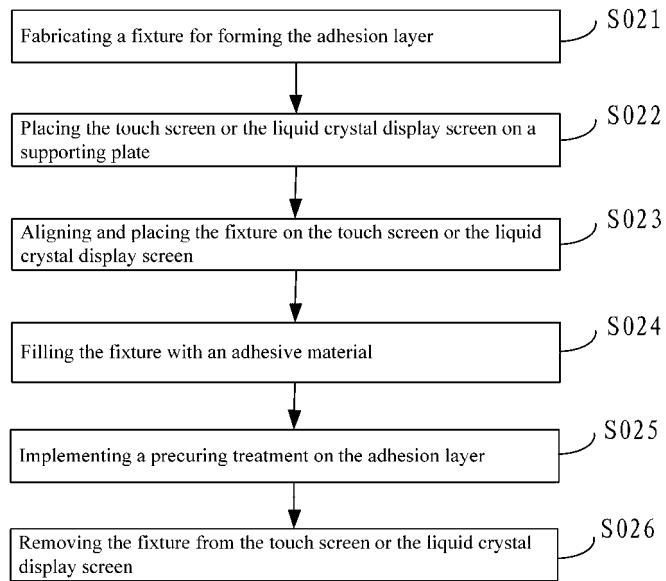 S021
Fabricating a fixture for forming the adhesion layer
S022
Placing the touch screen or the liquid crystal display screen on a
supporting plate
S023
Aligning and placing the fixture on the touch screen or the liquid
crystal display screen
S024
Filling the fixture with an adhesive material
S025
Implementing a precuring treatment on the adhesion layer
S026
Removing the fixture from the touch screen or the liquid crystal
display screen